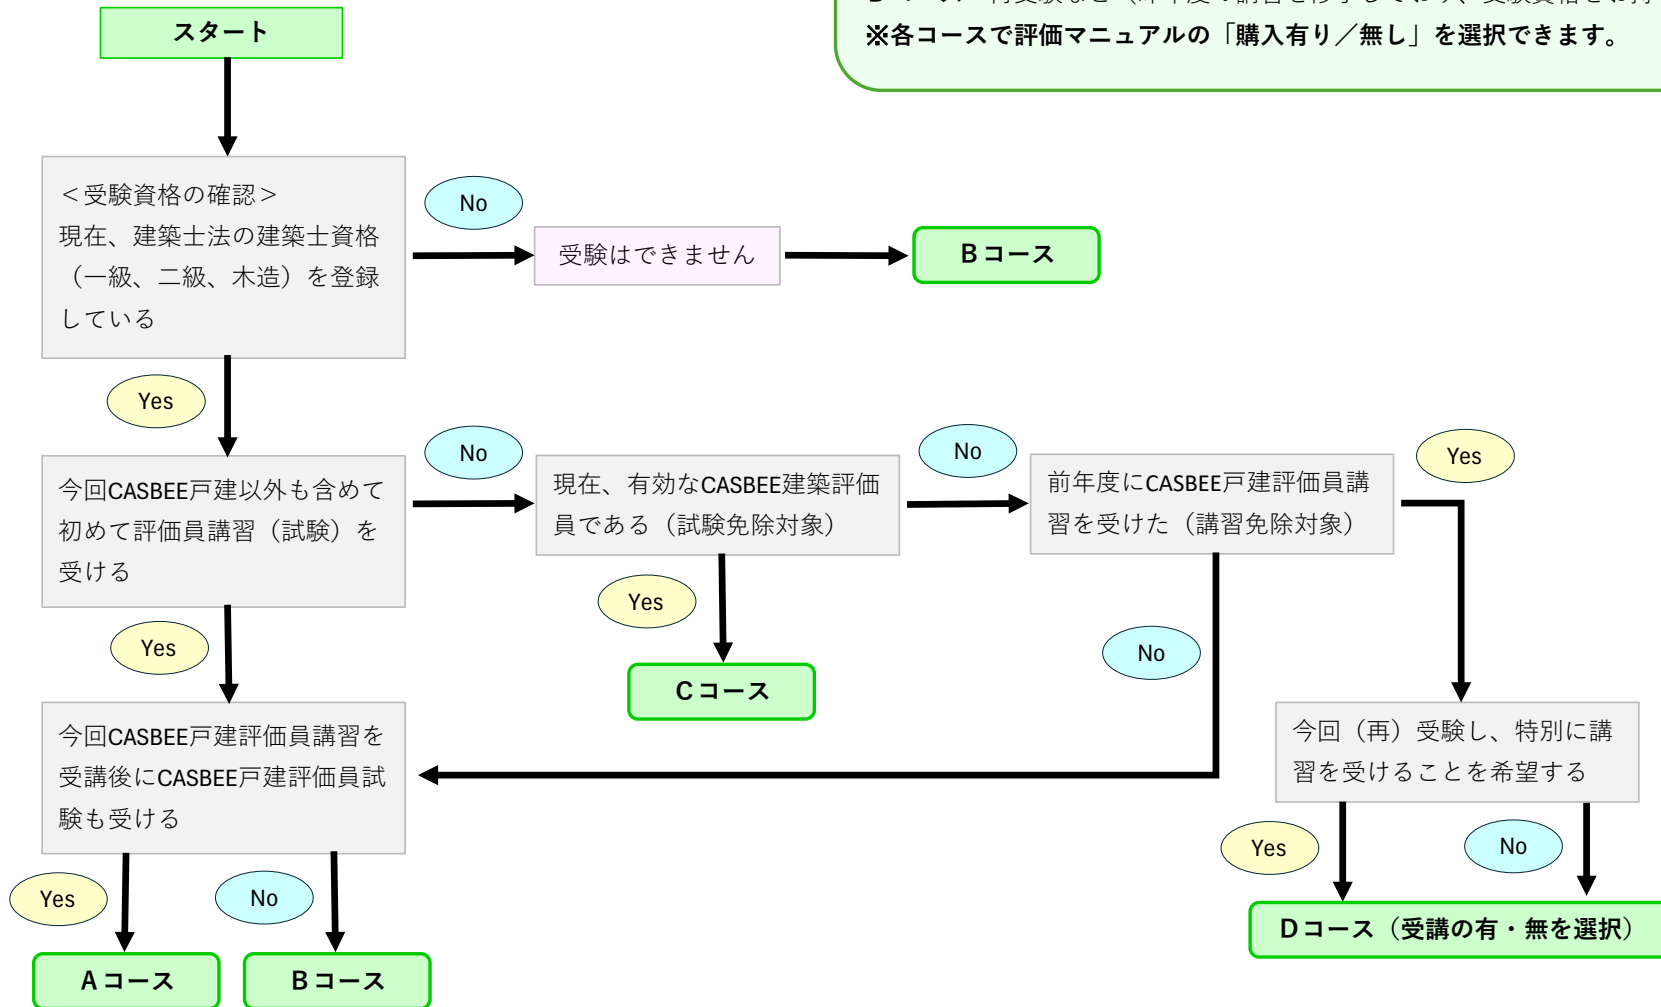 スタート
※各コースで評価マニュアルの「購入有り／無し」を選択できます。
＜受験資格の確認＞
現在、建築士法の建築士資格
（一級、二級、木造）を登録
している
No
受験はできません
Bコース
Yes
今回CASBEE戸建以外も含めて
初めて評価員講習（試験）を
受ける
No
現在、有効なCASBEE建築評価
員である（試験免除対象）
No
前年度にCASBEE戸建評価員講
習を受けた（講習免除対象）
Yes
Yes
Yes
No
Cコース
今回CASBEE戸建評価員講習を
受講後にCASBEE戸建評価員試
験も受ける
今回（再）受験し、特別に講
習を受けることを希望する
Yes
No
Yes
No
Aコース
Bコース
Dコース（受講の有・無を選択）